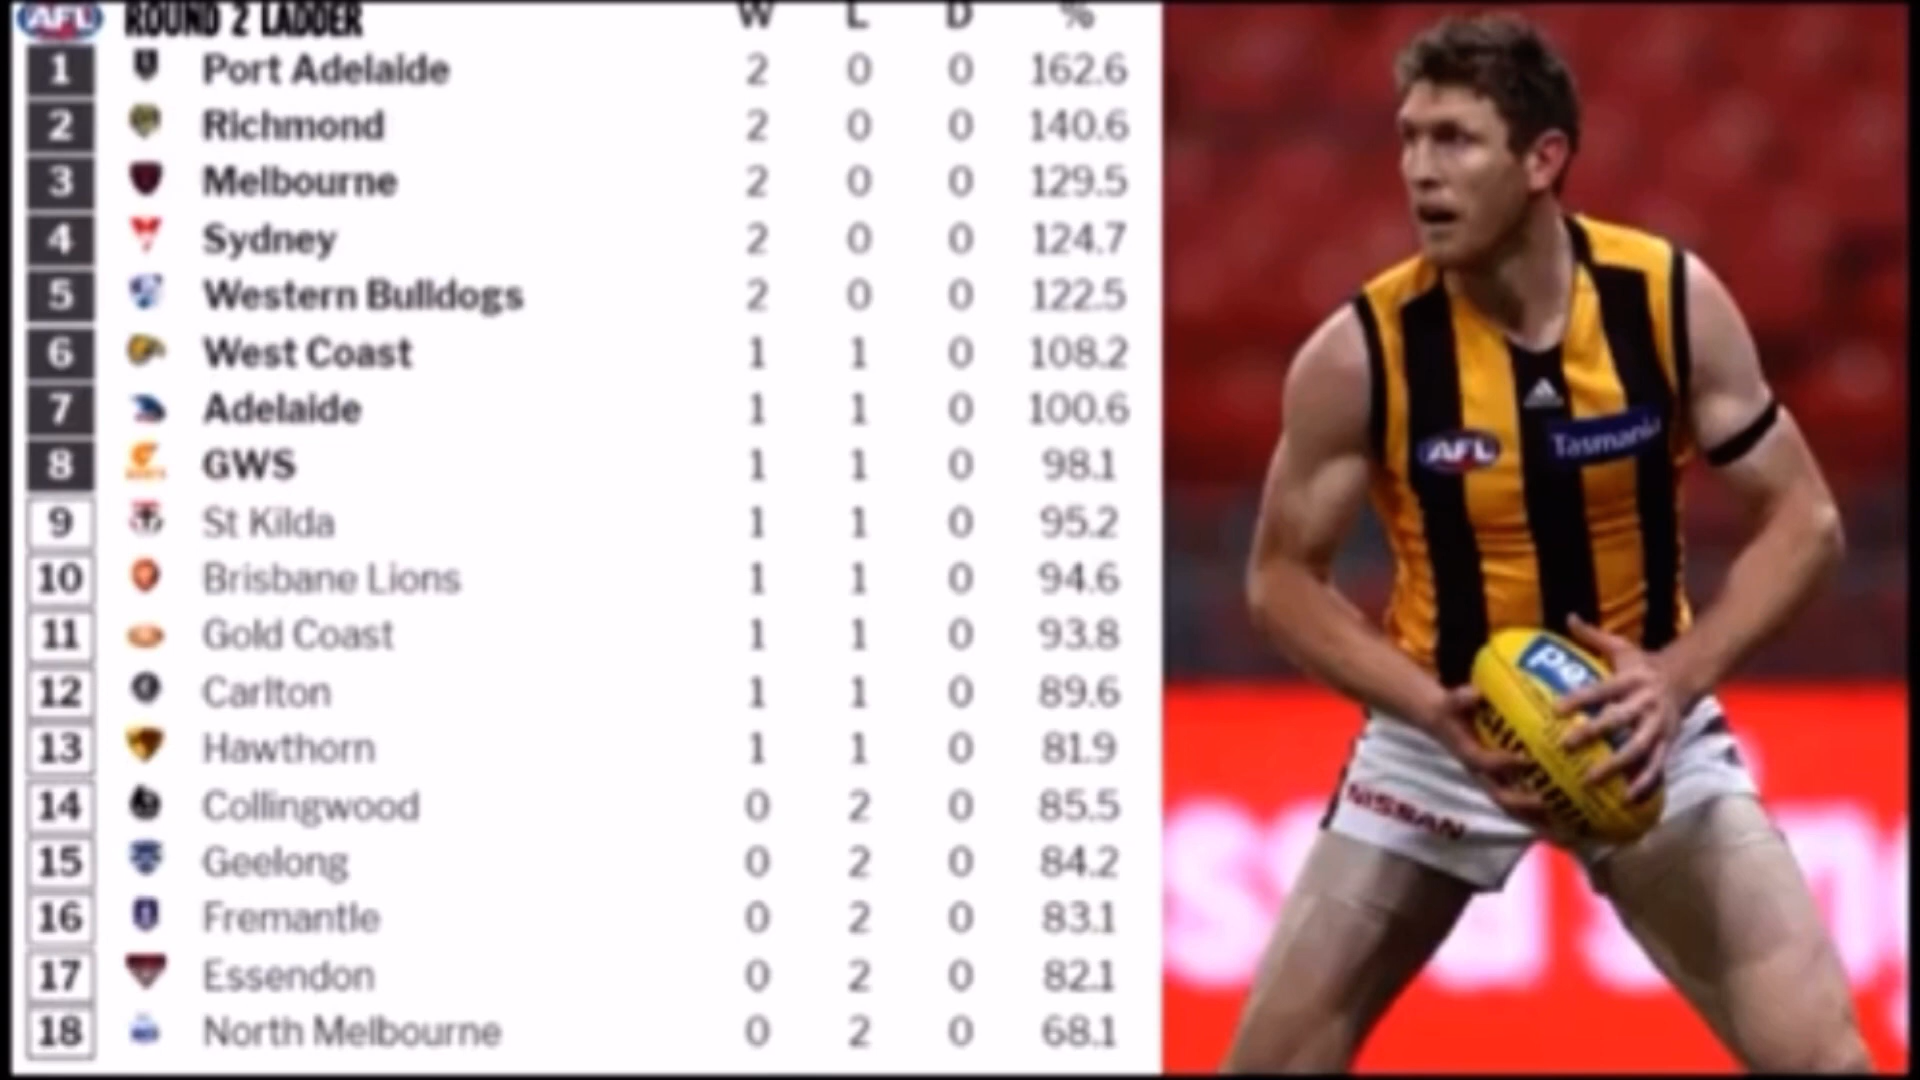 AFL ROUND 2 LADDER W L D %
1 Port Adelaide 2 0 0 162.6
2 Richmond 2 0 0 140.6
3 Melbourne 2 0 0 129.5
4 Sydney 2 0 0 124.7
5 Western Bulldogs 2 0 0 122.5
6 West Coast 1 1 0 108.2
7 Adelaide 1 1 0 100.6
8 GWS 1 1 0 98.1
9 St Kilda 1 1 0 95.2
10 Brisbane Lions 1 1 0 94.6
11 Gold Coast 1 1 0 93.8
12 Carlton 1 1 0 89.6
13 Hawthorn 1 1 0 81.9
14 Collingwood 0 2 0 85.5
15 Geelong 0 2 0 84.2
16 Fremantle 0 2 0 83.1
17 Essendon 0 2 0 82.1
18 North Melbourne 0 2 0 68.1
AFL
Tasmania
NISSAN